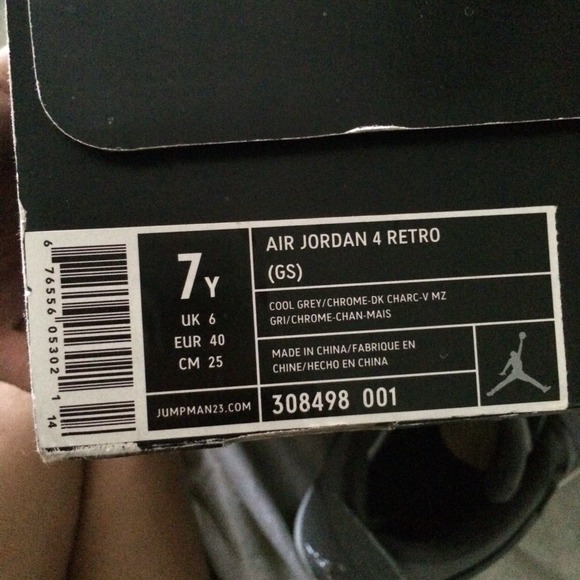 6 76556 05302 1 14
7Y
UK 6
EUR 40
CM 25
JUMPMAN23.COM
AIR JORDAN 4 RETRO
(GS)
COOL GREY/CHROME-DK CHARC-V MZ
GRI/CHROME-CHAN-MAIS
MADE IN CHINA/FABRIQUE EN
CHINE/HECHO EN CHINA
308498 001